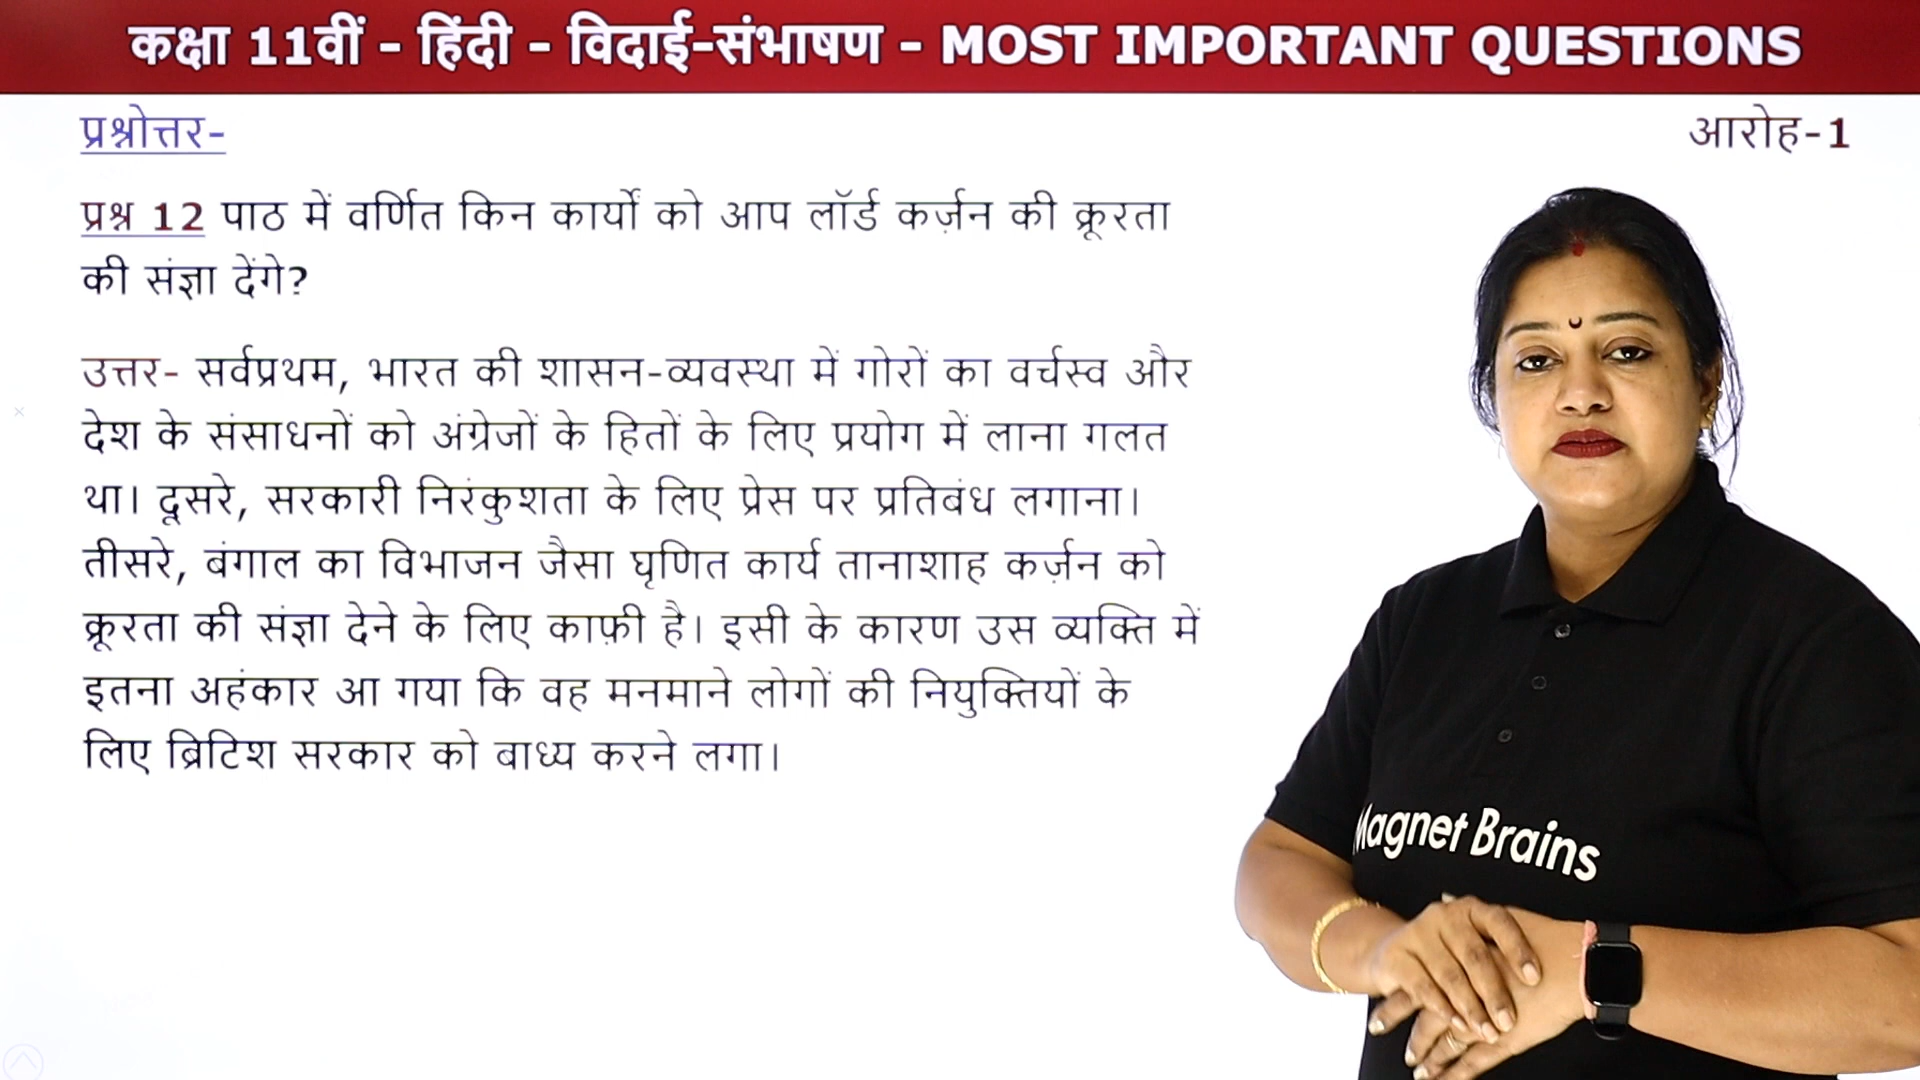 कक्षा 11वीं - हिंदी - विदाई-संभाषण - MOST IMPORTANT QUESTIONS
प्रश्नोत्तर-
आरोह-1
प्रश्न 12 पाठ में वर्णित किन कार्यों को आप लॉर्ड कर्ज़न की क्रूरता
की संज्ञा देंगे?
उत्तर- सर्वप्रथम, भारत की शासन-व्यवस्था में गोरों का वर्चस्व और
देश के संसाधनों को अंग्रेजों के हितों के लिए प्रयोग में लाना गलत
था। दूसरे, सरकारी निरंकुशता के लिए प्रेस पर प्रतिबंध लगाना।
तीसरे, बंगाल का विभाजन जैसा घृणित कार्य तानाशाह कर्ज़न को
क्रूरता की संज्ञा देने के लिए काफ़ी है। इसी के कारण उस व्यक्ति में
इतना अहंकार आ गया कि वह मनमाने लोगों की नियुक्तियों के
लिए ब्रिटिश सरकार को बाध्य करने लगा।
Magnet Brains